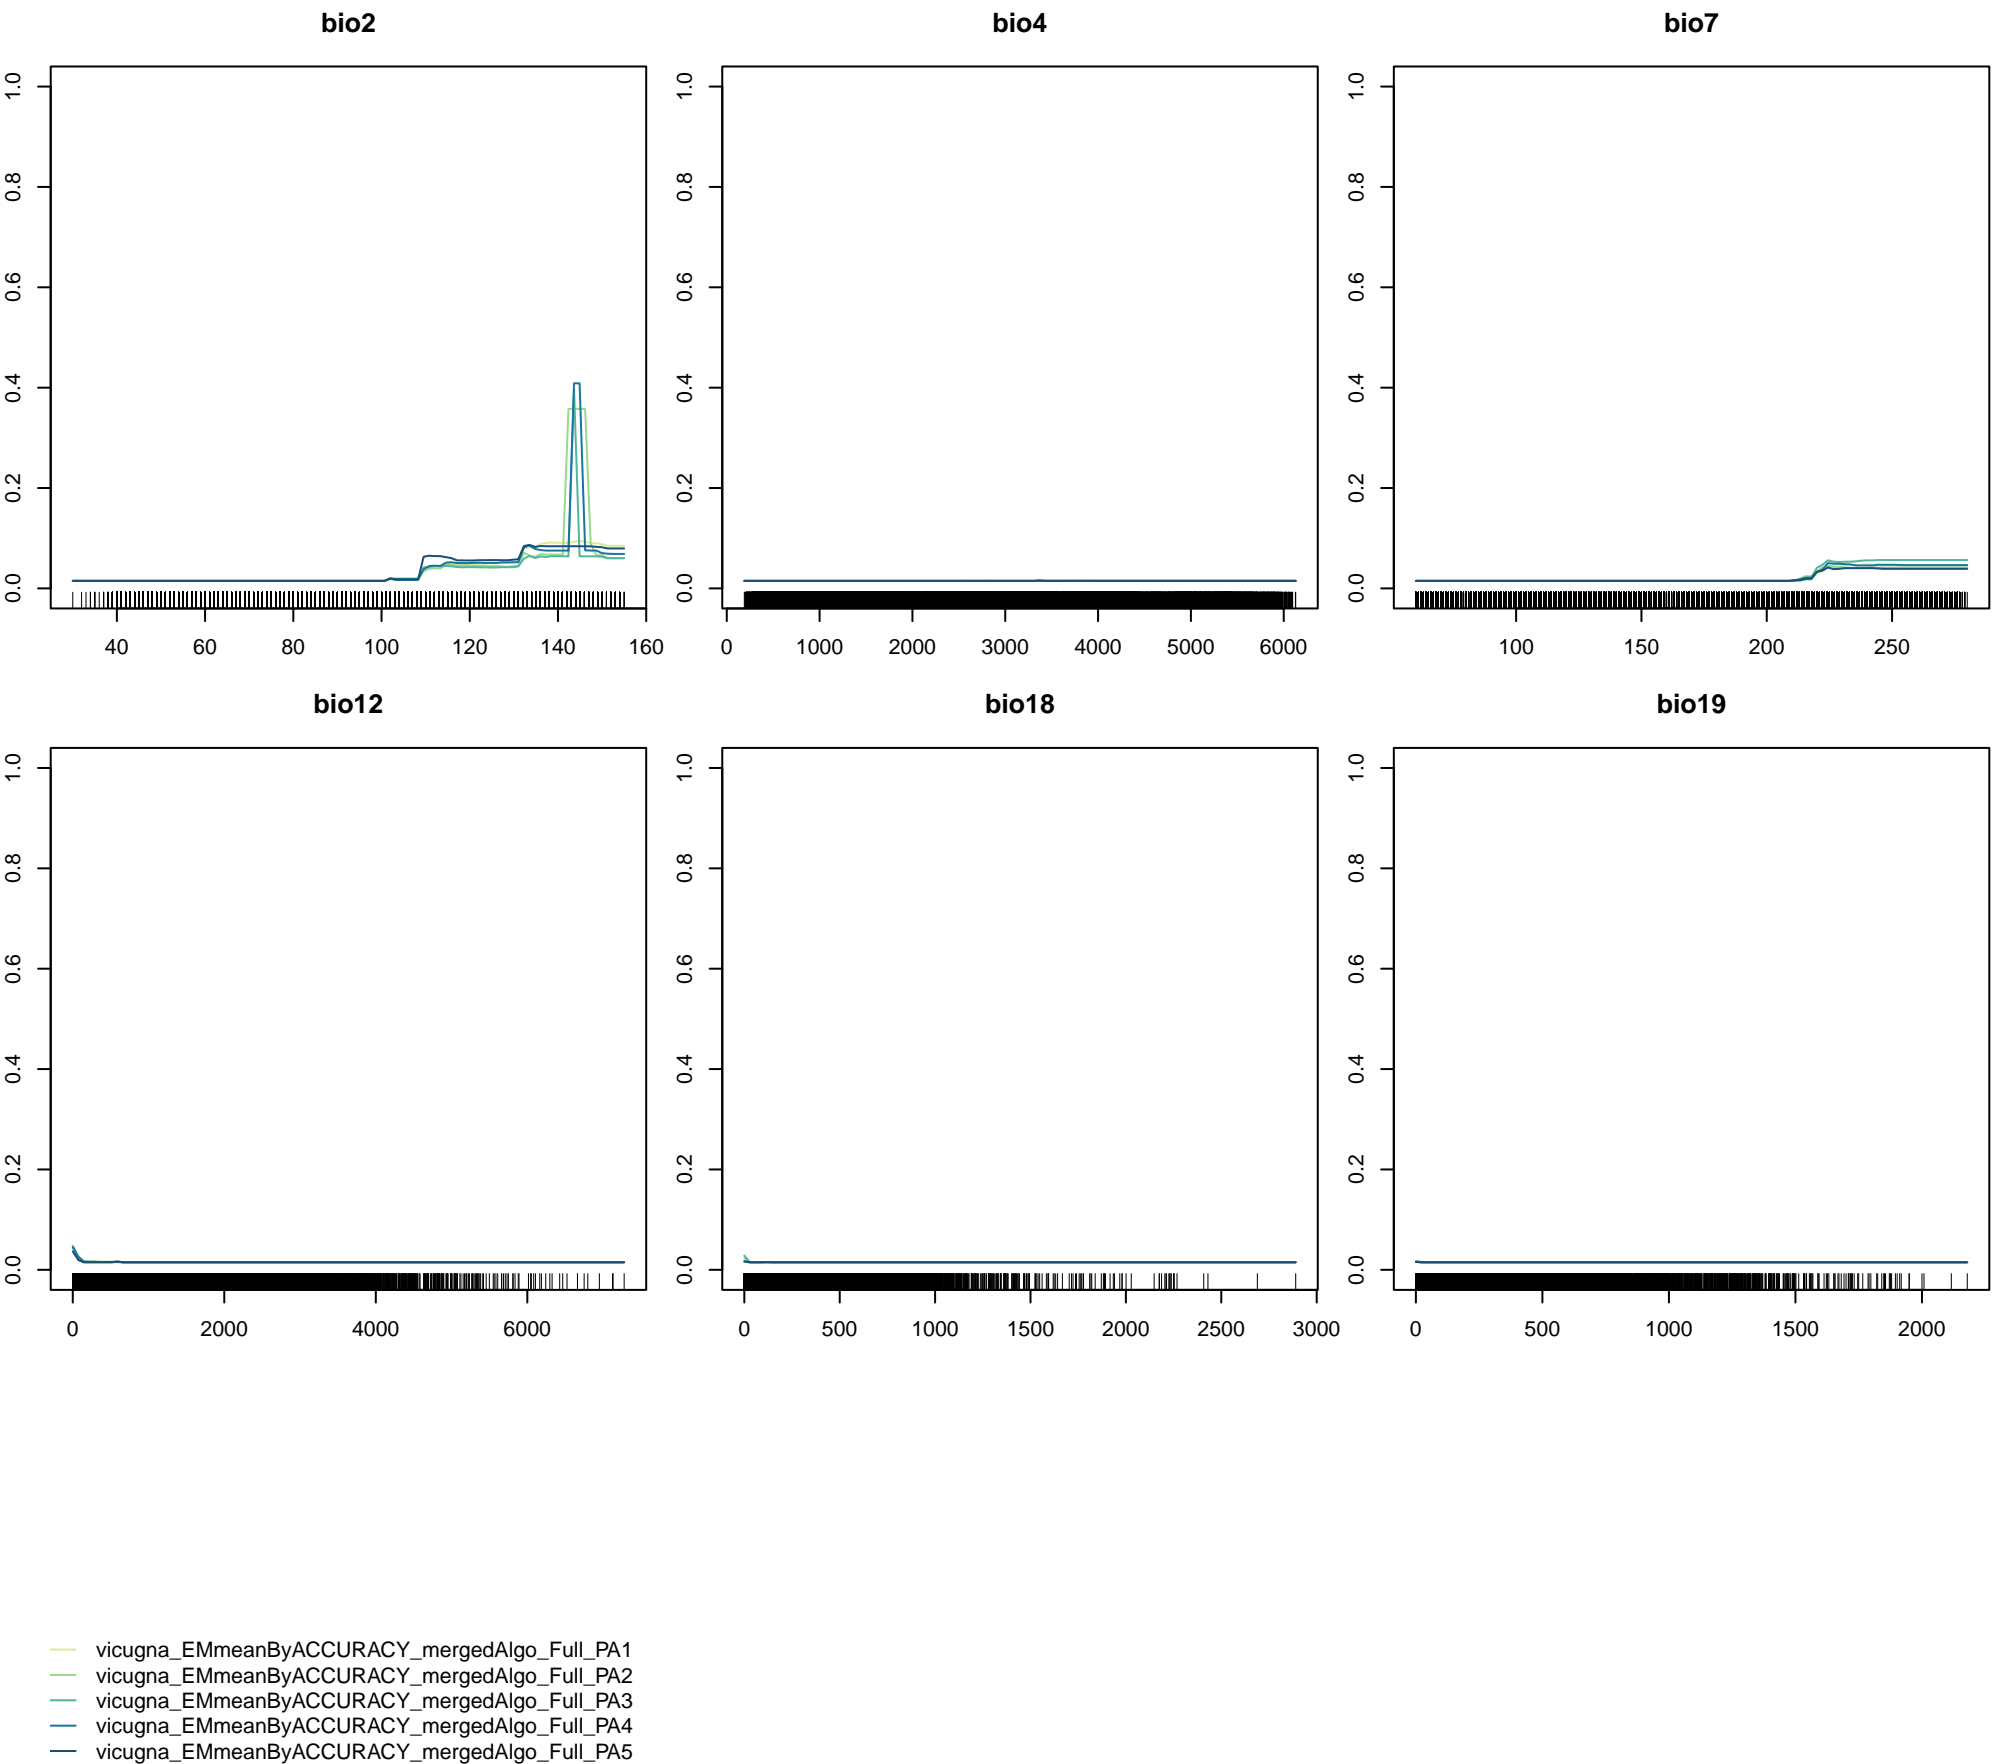 bio2 bio4 bio7
1.0 1.0 1.0
0.8 0.8 0.8
0.6 0.6 0.6
0.4 0.4 0.4
0.2 0.2 0.2
0.0 0.0 0.0
40 60 80 100 120 140 160 0 1000 2000 3000 4000 5000 6000 100 150 200 250
bio12 bio18 bio19
1.0 1.0 1.0
0.8 0.8 0.8
0.6 0.6 0.6
0.4 0.4 0.4
0.2 0.2 0.2
0.0 0.0 0.0
0 2000 4000 6000 0 500 1000 1500 2000 2500 3000 0 500 1000 1500 2000
vicugna_EMmeanByACCURACY_mergedAlgo_Full_PA1
vicugna_EMmeanByACCURACY_mergedAlgo_Full_PA2
vicugna_EMmeanByACCURACY_mergedAlgo_Full_PA3
vicugna_EMmeanByACCURACY_mergedAlgo_Full_PA4
vicugna_EMmeanByACCURACY_mergedAlgo_Full_PA5